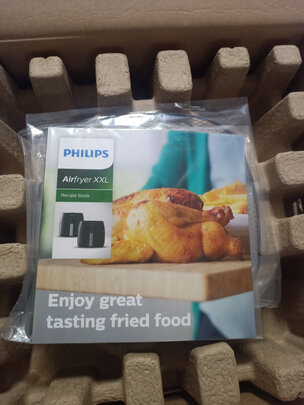 PHILIPS
Airfryer XXL
Recipe book
Enjoy great
tasting fried food